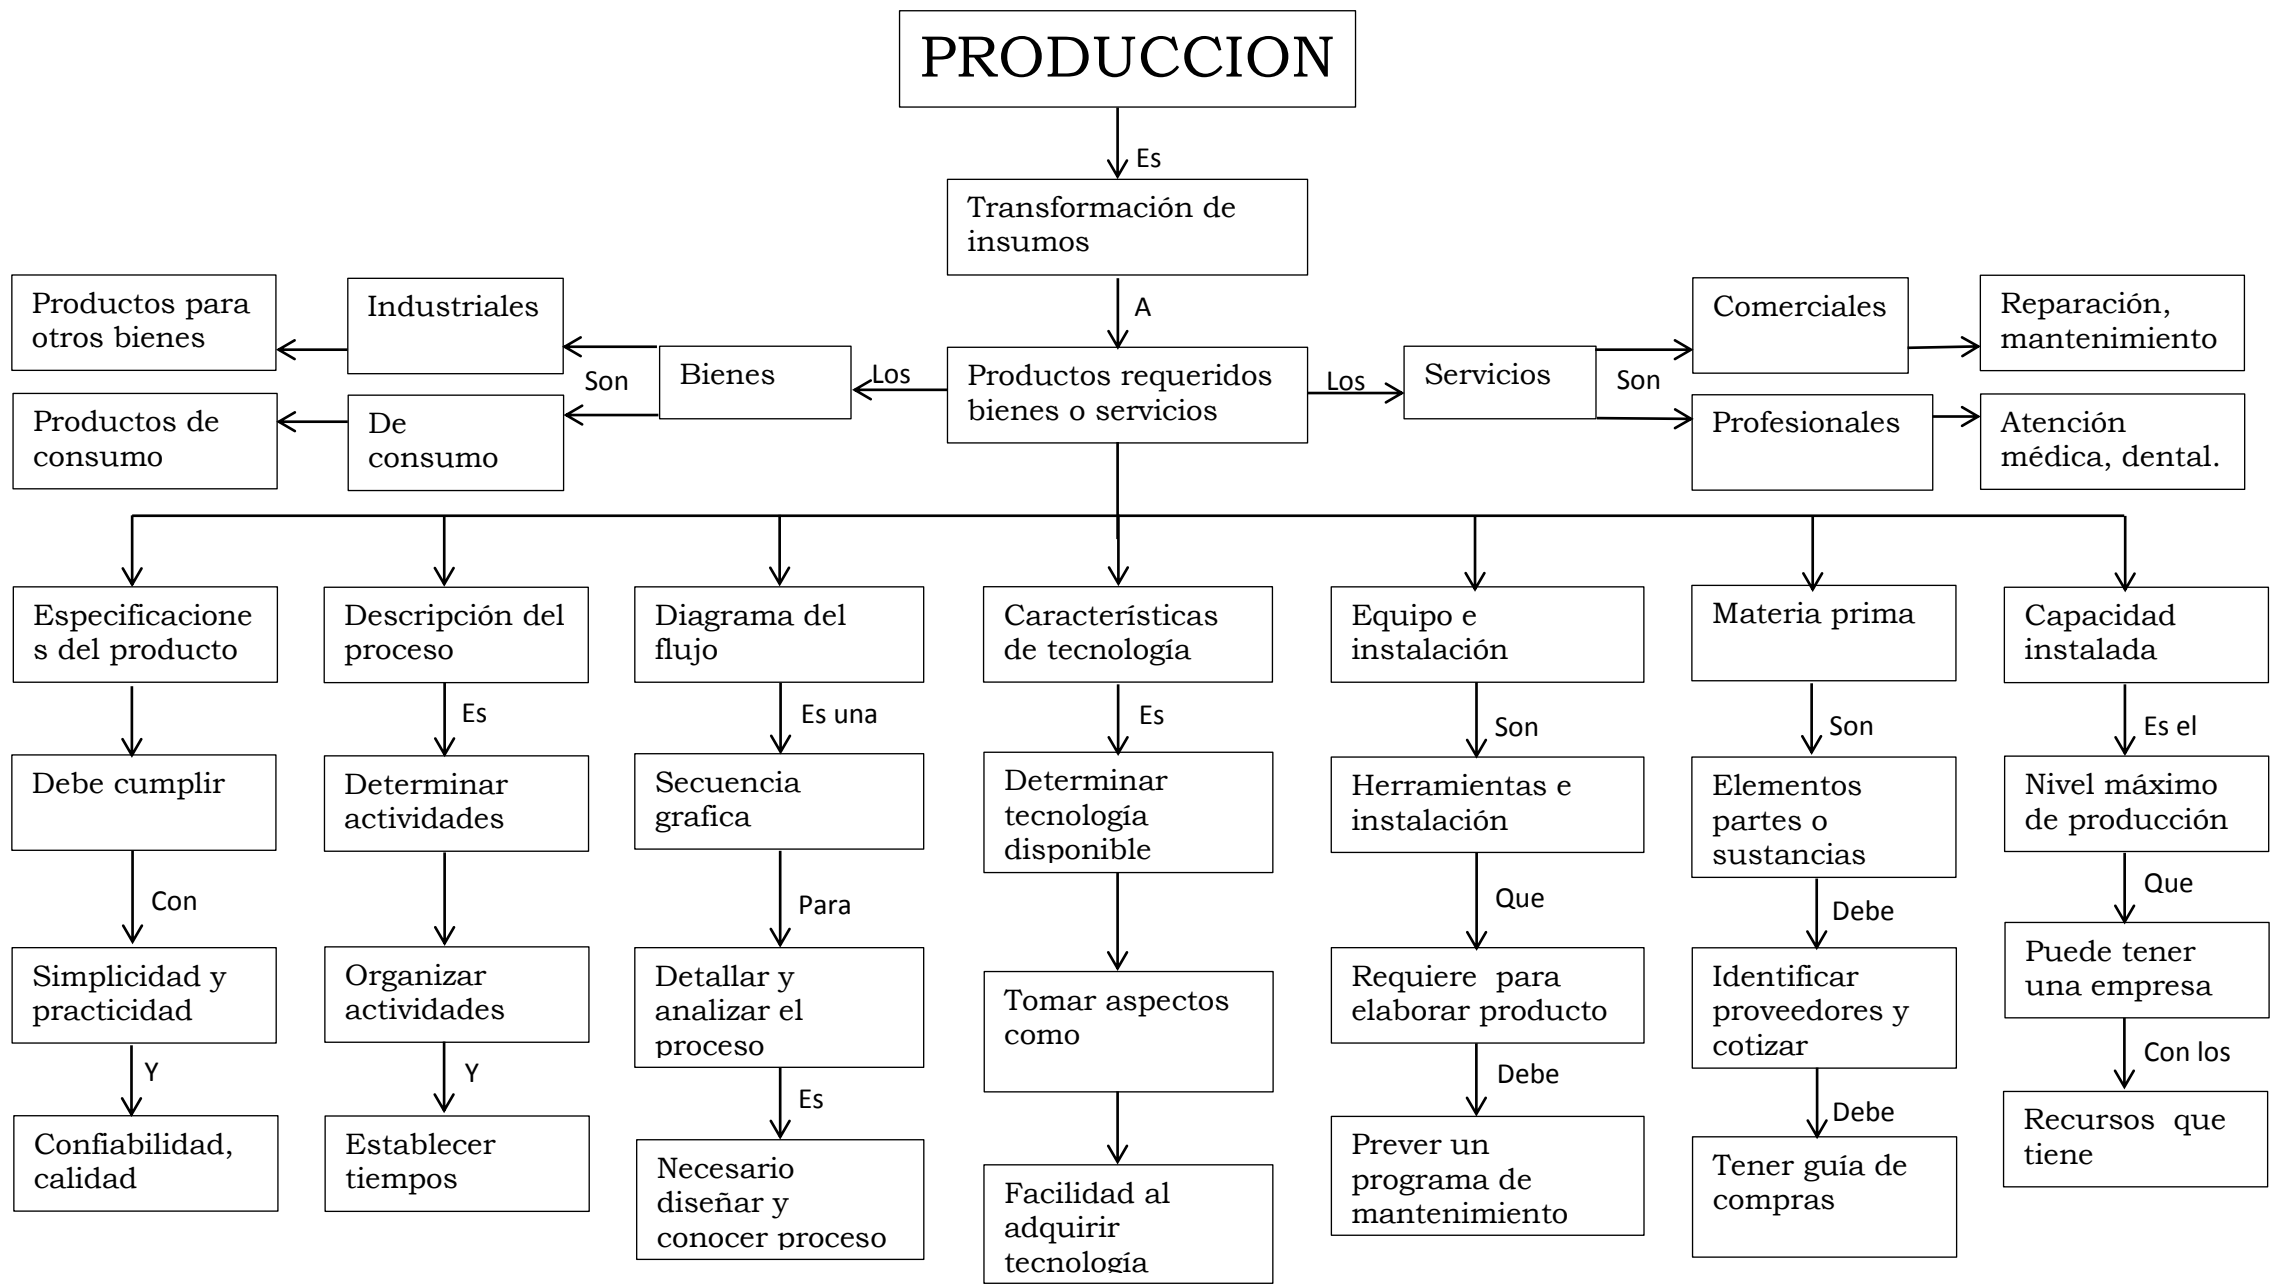 PRODUCCION
Es
Transformación de
insumos
A
Productos requeridos
bienes o servicios
Los
Bienes
Son
Industriales
Productos para
otros bienes
De
consumo
Productos de
consumo
Los
Servicios
Son
Comerciales
Reparación,
mantenimiento
Profesionales
Atención
médica, dental.
Especificacione
s del producto
Debe cumplir
Con
Simplicidad y
practicidad
Y
Confiabilidad,
calidad
Descripción del
proceso
Es
Determinar
actividades
Organizar
actividades
Y
Establecer
tiempos
Diagrama del
flujo
Es una
Secuencia
grafica
Para
Detallar y
analizar el
proceso
Es
Necesario
diseñar y
conocer proceso
Características
de tecnología
Es
Determinar
tecnología
disponible
Tomar aspectos
como
Facilidad al
adquirir
tecnología
Equipo e
instalación
Son
Herramientas e
instalación
Que
Requiere  para
elaborar producto
Debe
Prever un
programa de
mantenimiento
Materia prima
Son
Elementos
partes o
sustancias
Debe
Identificar
proveedores y
cotizar
Debe
Tener guía de
compras
Capacidad
instalada
Es el
Nivel máximo
de producción
Que
Puede tener
una empresa
Con los
Recursos  que
tiene